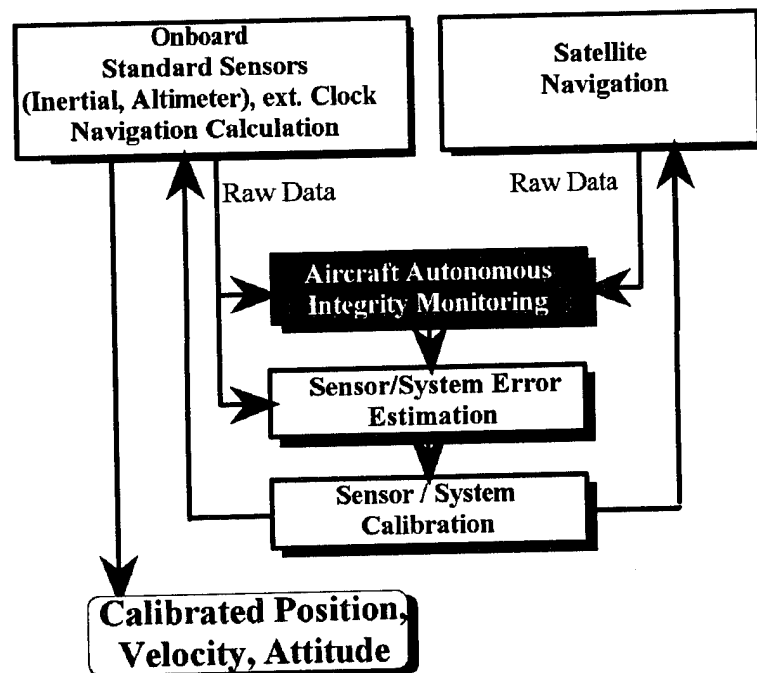 Onboard
Standard Sensors
(Inertial, Altimeter), ext. Clock
Navigation Calculation
Satellite
Navigation
Raw Data
Raw Data
Aircraft Autonomous
Integrity Monitoring
Sensor/System Error
Estimation
Sensor / System
Calibration
Calibrated Position,
Velocity, Attitude